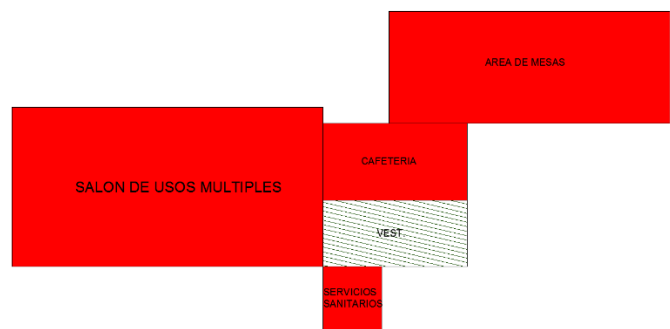 AREA DE MESAS
CAFETERIA
SALON DE USOS MULTIPLES
VEST.
SERVICIOS
SANITARIOS